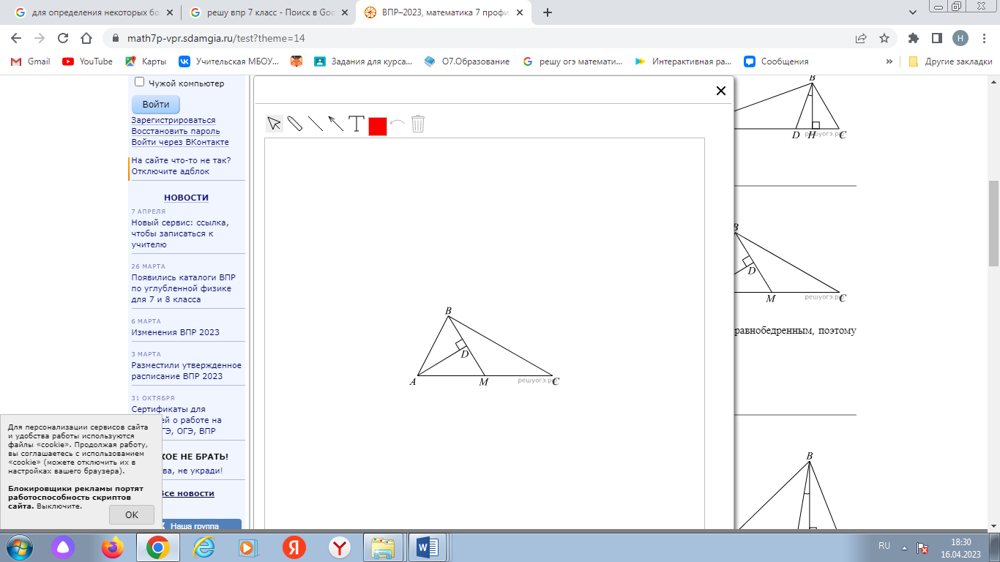 для определения некоторых бо
решу впр 7 класс - Поиск в Goo
ВПР–2023, математика 7 профи
math7p-vpr.sdamgia.ru/test?theme=14
Н
Gmail
YouTube
Карты
Учительская МБОУ...
Задания для курса...
О7.Образование
решу огэ математи...
Интерактивная ра...
Сообщения
»
Другие закладки
Чужой компьютер
Войти
Зарегистрироваться
Восстановить пароль
Войти через ВКонтакте
На сайте что-то не так?
Отключите адблок
НОВОСТИ
7 АПРЕЛЯ
Новый сервис: ссылка,
чтобы записаться к
учителю
26 МАРТА
Появились каталоги ВПР
по углубленной физике
для 7 и 8 класса
6 МАРТА
Изменения ВПР 2023
3 МАРТА
Разместили утвержденное
расписание ВПР 2023
31 ОКТЯБРЯ
Сертификаты для
ей о работе на
ГЭ, ОГЭ, ВПР
КОЕ НЕ БРАТЬ!
ва, не укради!
Все новости
Наша группа
Для персонализации сервисов сайта
и удобства работы используются
файлы «cookie». Продолжая работу,
вы соглашаетесь с использованием
«cookie» (можете отключить их в
настройках вашего браузера).
Блокировщики рекламы портят
работоспособность скриптов
сайта. Выключите.
OK
T
B
D
A
M
C
решуогэ.рф
B
D
H
C
решуогэ.рф
B
D
M
C
решуогэ.рф
равнобедренным, поэтому
B
W
RU
18:30
16.04.2023